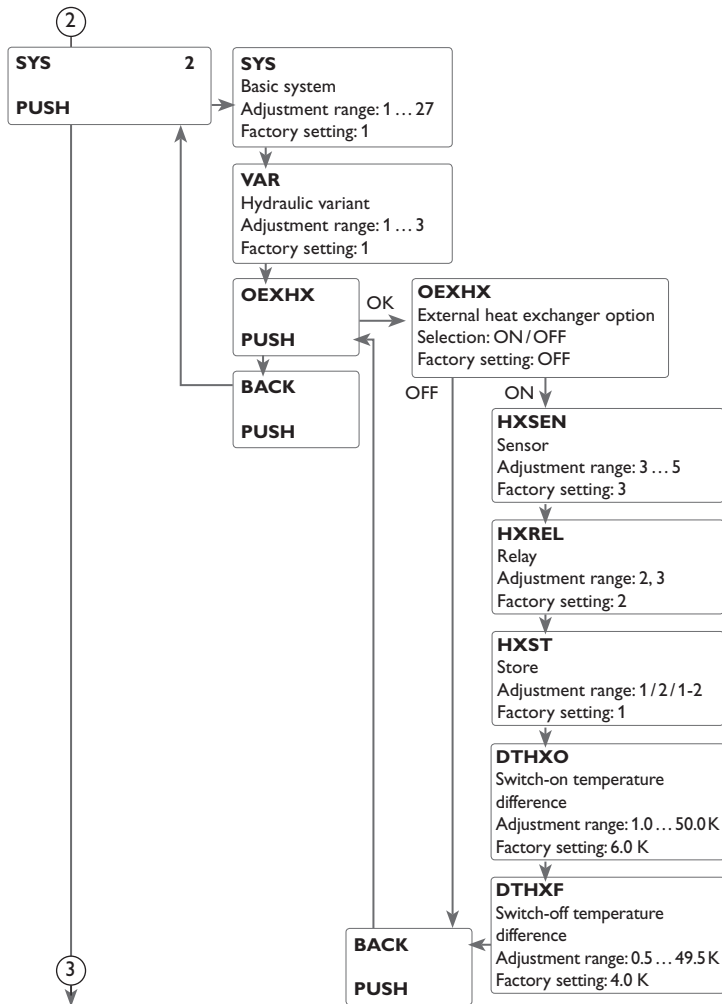 2
SYS 2
PUSH
SYS
Basic system
Adjustment range: 1 … 27
Factory setting: 1
VAR
Hydraulic variant
Adjustment range: 1 … 3
Factory setting: 1
OEXHX
PUSH
OK
OEXHX
External heat exchanger option
Selection: ON / OFF
Factory setting: OFF
BACK
PUSH
OFF
ON
HXSEN
Sensor
Adjustment range: 3 … 5
Factory setting: 3
HXREL
Relay
Adjustment range: 2, 3
Factory setting: 2
HXST
Store
Adjustment range: 1 / 2 / 1-2
Factory setting: 1
DTHXO
Switch-on temperature
difference
Adjustment range: 1.0 … 50.0 K
Factory setting: 6.0 K
DTHXF
Switch-off temperature
difference
Adjustment range: 0.5 … 49.5 K
Factory setting: 4.0 K
BACK
PUSH
3